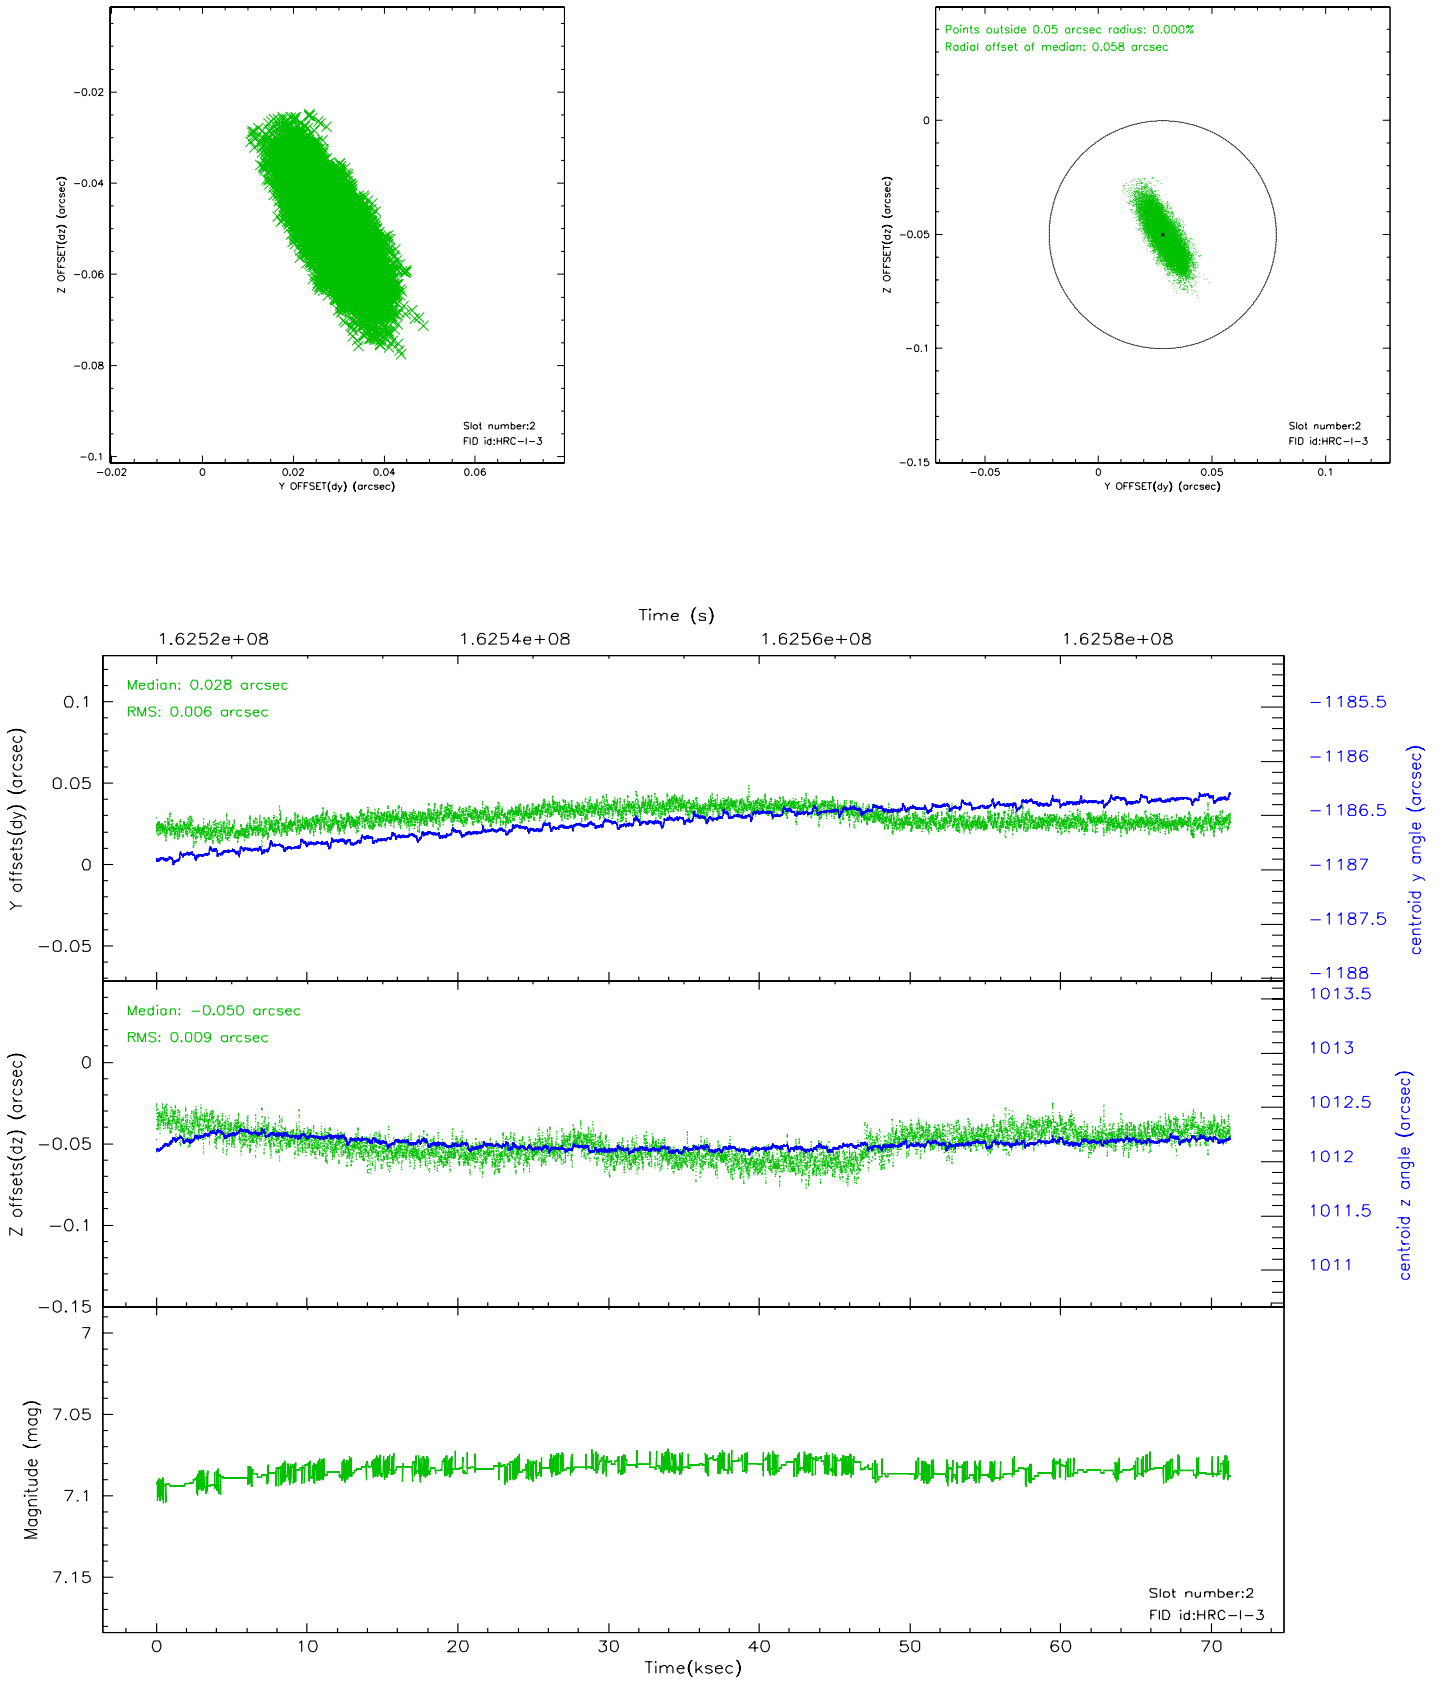 Points outside 0.05 arcsec radius: 0.000%
Radial offset of median: 0.058 arcsec
-0.02
-0.04
-0.06
-0.08
-0.1
Z OFFSET(dz) (arcsec)
Slot number:2
FID id:HRC-I-3
-0.02 0 0.02 0.04 0.06
Y OFFSET(dy) (arcsec)
0
-0.05
-0.1
-0.15
Z OFFSET(dz) (arcsec)
Slot number:2
FID id:HRC-I-3
-0.05 0 0.05 0.1
Y OFFSET(dy) (arcsec)
Time (s)
1.6252e+08 1.6254e+08 1.6256e+08 1.6258e+08
Median: 0.028 arcsec
RMS: 0.006 arcsec
0.1
0.05
0
-0.05
Y offsets(dy) (arcsec)
-1185.5
-1186
-1186.5
-1187
-1187.5
-1188
centroid y angle (arcsec)
Median: -0.050 arcsec
RMS: 0.009 arcsec
0
-0.05
-0.1
-0.15
Z offsets(dz) (arcsec)
1013.5
1013
1012.5
1012
1011.5
1011
centroid z angle (arcsec)
7
7.05
7.1
7.15
Magnitude (mag)
Slot number:2
FID id:HRC-I-3
0 10 20 30 40 50 60 70
Time(ksec)